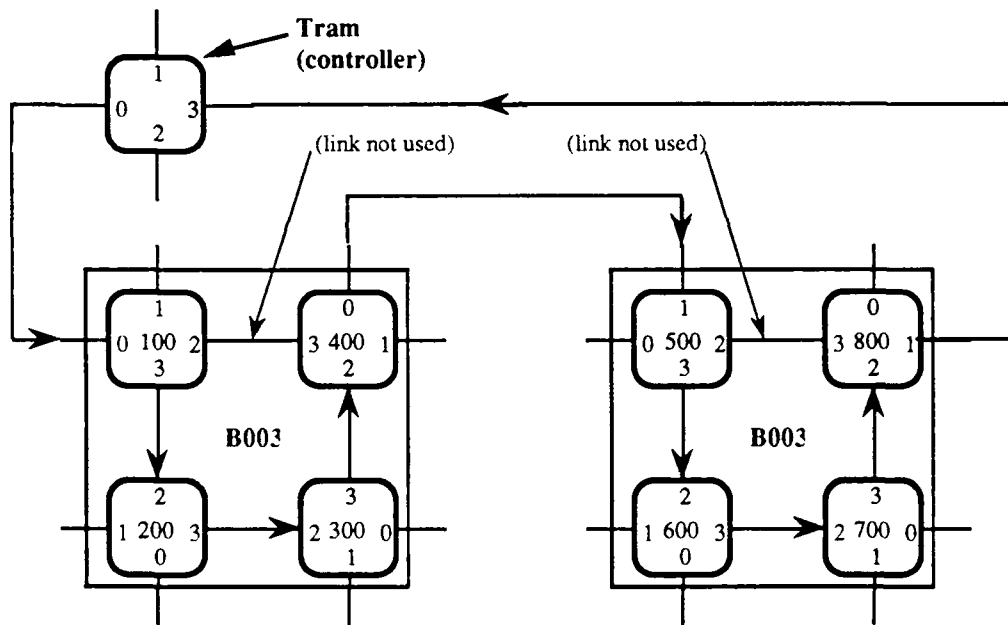 Tram
(controller)
1
0 3
2
(link not used) (link not used)
1 0 1 0
0 100 2 3 400 1 0 500 2 3 800 1
3 2 3 2
B003 B003
2 3 2 3
1 200 3 2 300 0 1 600 3 2 700 0
0 1 0 1